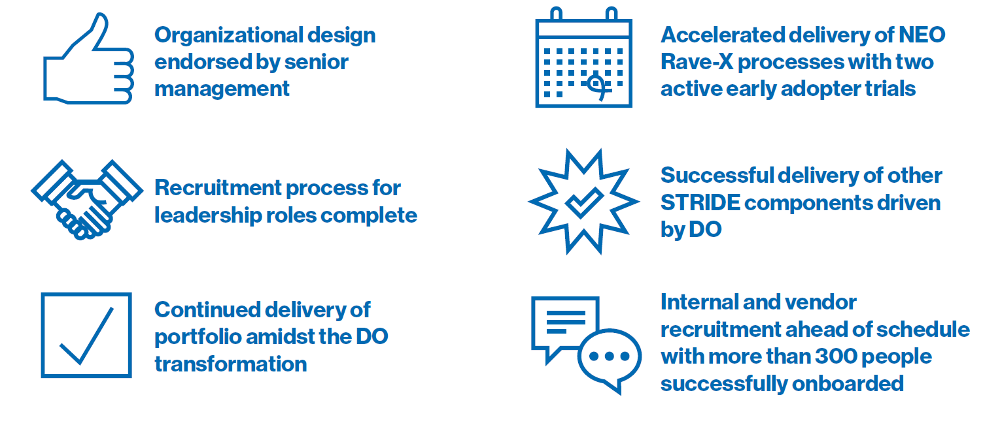 Organizational design
endorsed by senior
management
Recruitment process for
leadership roles complete
Continued delivery of
portfolio amidst the DO
transformation
Accelerated delivery of NEO
Rave-X processes with two
active early adopter trials
Successful delivery of other
STRIDE components driven
by DO
Internal and vendor
recruitment ahead of schedule
with more than 300 people
successfully onboarded